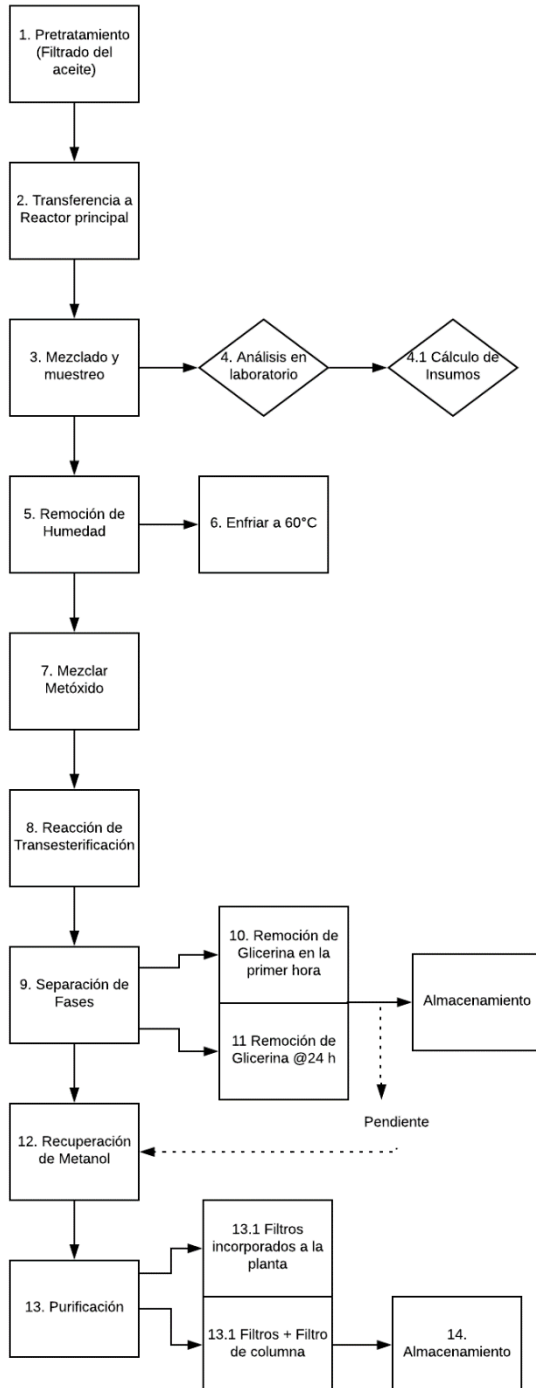 1. Pretratamiento
(Filtrado del
aceite)
2. Transferencia a
Reactor principal
3. Mezclado y
muestreo
4. Análisis en
laboratorio
4.1 Cálculo de
Insumos
5. Remoción de
Humedad
6. Enfriar a 60°C
7. Mezclar
Metóxido
8. Reacción de
Transesterificación
9. Separación de
Fases
10. Remoción de
Glicerina en la
primer hora
11 Remoción de
Glicerina @24 h
Almacenamiento
Pendiente
12. Recuperación
de Metanol
13. Purificación
13.1 Filtros
incorporados a la
planta
13.1 Filtros + Filtro
de columna
14.
Almacenamiento